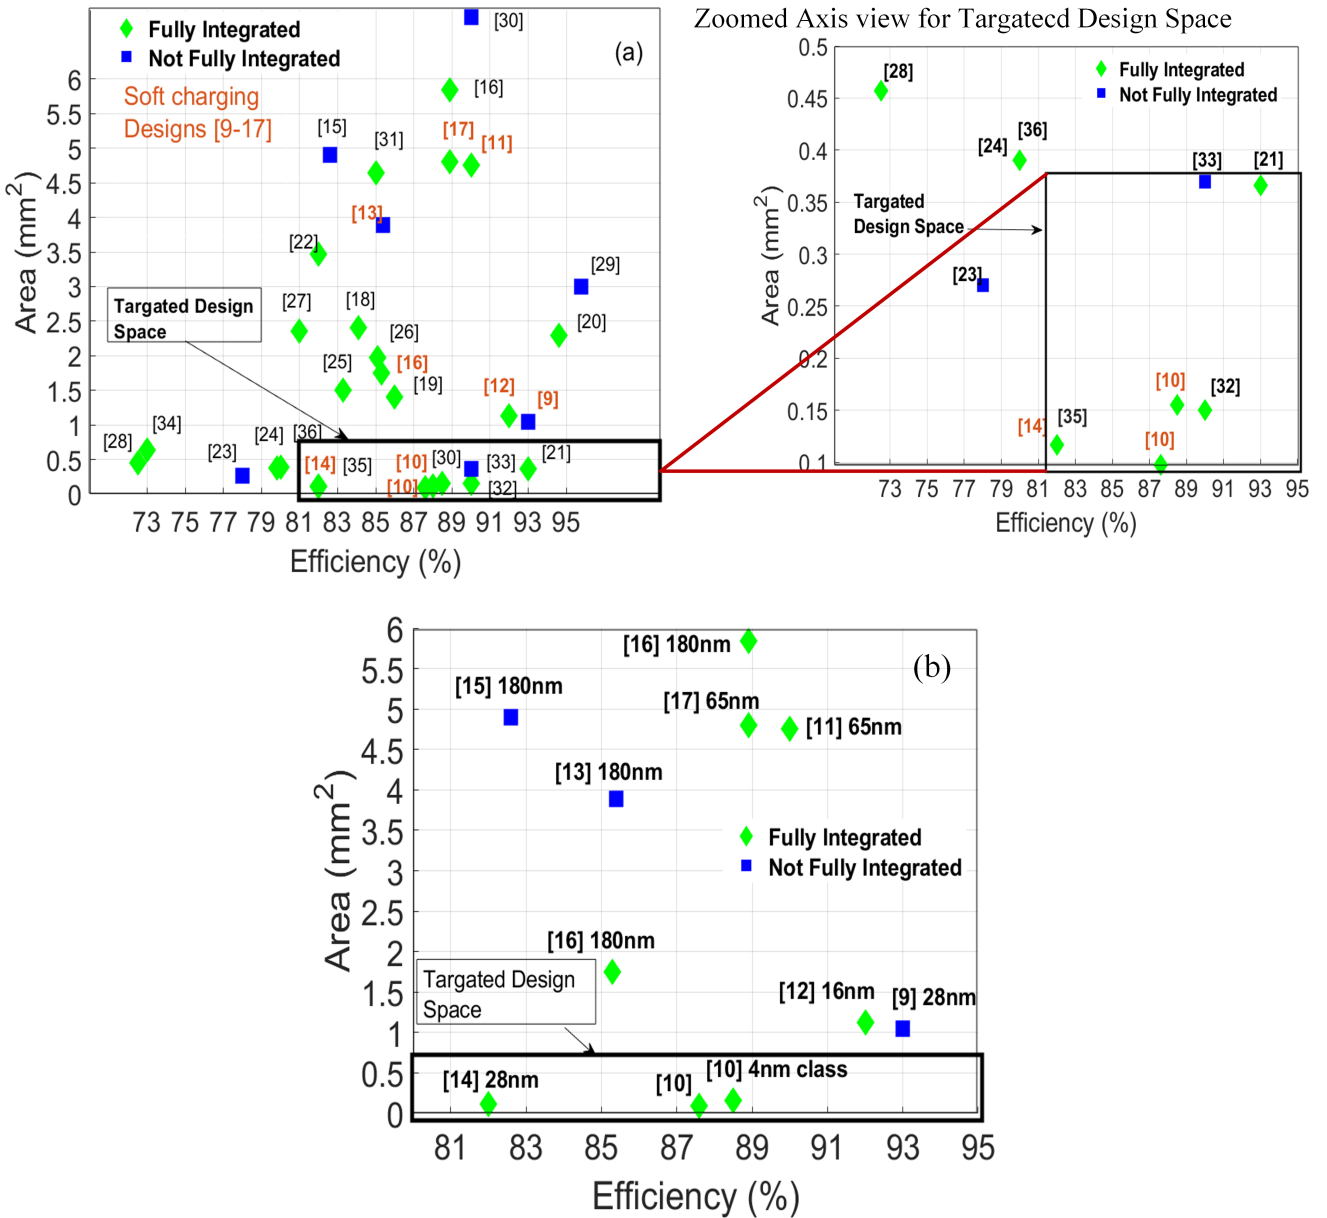 Fully Integrated
Not Fully Integrated
Soft charging
Designs [9-17]
(a)
[30]
[16]
[17]
[11]
[15]
[31]
[13]
[22]
[29]
[27]
[18]
[20]
[26]
[25]
[16]
[19]
[12]
[9]
Targated Design
Space
[28]
[34]
[23]
[24]
[36]
[14]
[35]
[10]
[30]
[10]
[33]
[32]
[21]
6
5.5
5
4.5
4
3.5
3
2.5
2
1.5
1
0.5
0
Area (mm2)
73 75 77 79 81 83 85 87 89 91 93 95
Efficiency (%)
Zoomed Axis view for Targatecd Design Space
Fully Integrated
Not Fully Integrated
[28]
[36]
[24]
[33]
[21]
Targated
Design Space
[23]
[10]
[32]
[14]
[35]
[10]
0.5
0.45
0.4
0.35
0.3
0.25
0.2
0.15
0.1
Area (mm2)
73 75 77 79 81 83 85 87 89 91 93 95
Efficiency (%)
(b)
[16] 180nm
[15] 180nm
[17] 65nm
[11] 65nm
[13] 180nm
Fully Integrated
Not Fully Integrated
[16] 180nm
Targated Design
Space
[12] 16nm
[9] 28nm
[14] 28nm
[10]
[10] 4nm class
6
5.5
5
4.5
4
3.5
3
2.5
2
1.5
1
0.5
0
Area (mm2)
81 83 85 87 89 91 93 95
Efficiency (%)